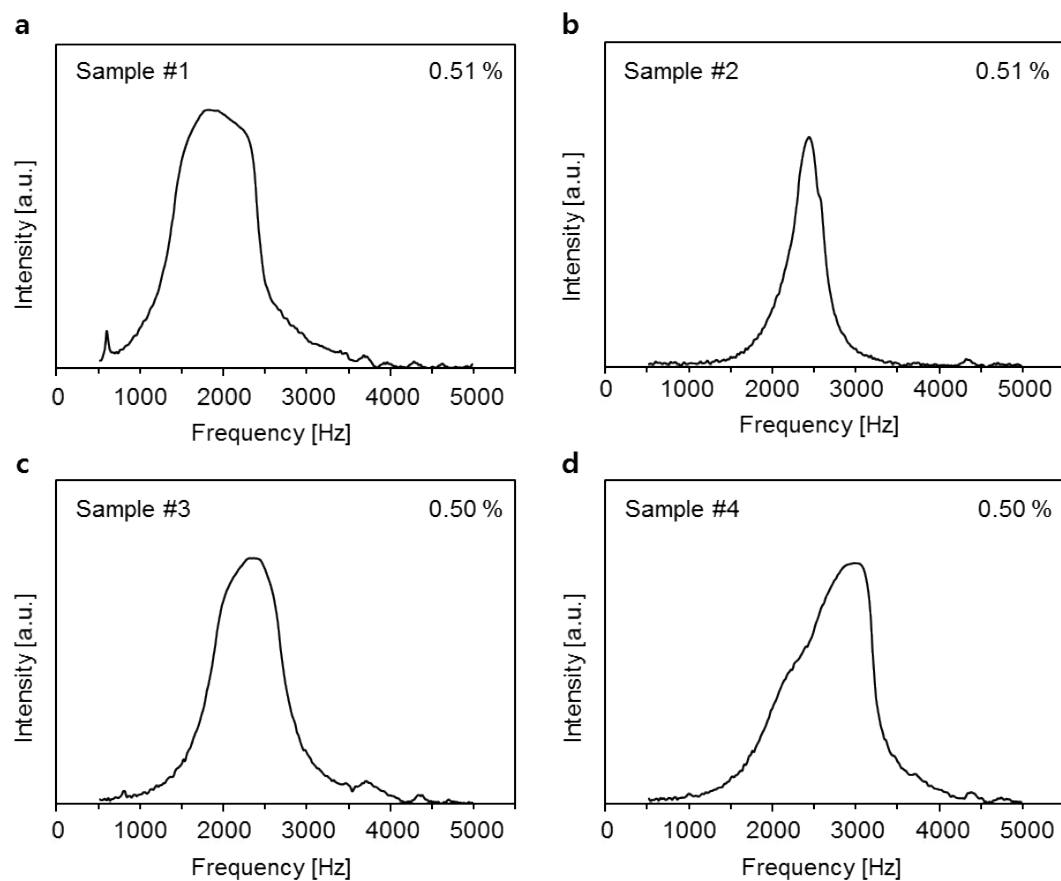 a
Sample #1 0.51 %
Intensity [a.u.]
0 1000 2000 3000 4000 5000
Frequency [Hz]
b
Sample #2 0.51 %
Intensity [a.u.]
0 1000 2000 3000 4000 5000
Frequency [Hz]
c
Sample #3 0.50 %
Intensity [a.u.]
0 1000 2000 3000 4000 5000
Frequency [Hz]
d
Sample #4 0.50 %
Intensity [a.u.]
0 1000 2000 3000 4000 5000
Frequency [Hz]